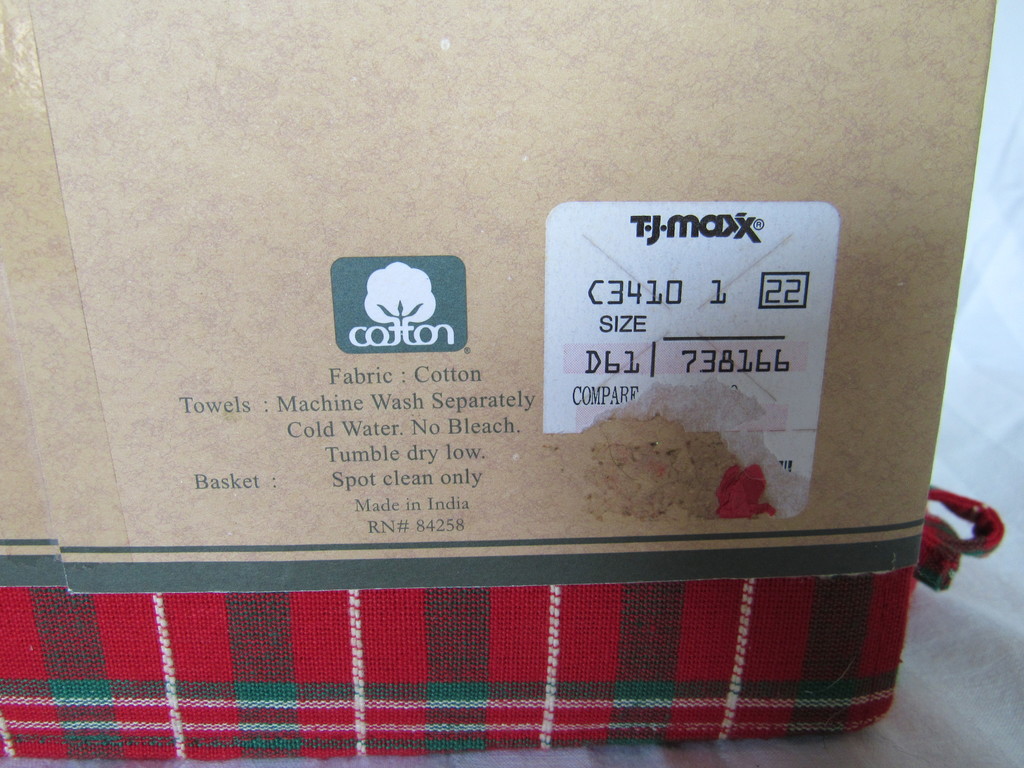 cotton®
Fabric : Cotton
Towels : Machine Wash Separately
Cold Water. No Bleach.
Tumble dry low.
Basket : Spot clean only
Made in India
RN# 84258
T·J·maxx®
C3410 1 22
SIZE
D61 738166
COMPARE